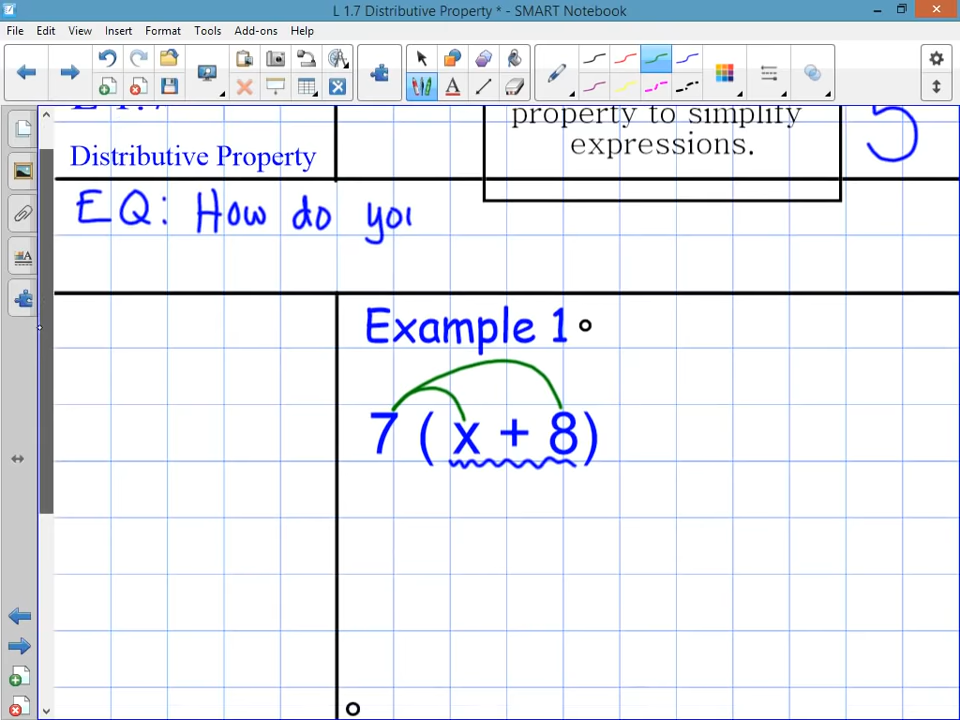 L 1.7 Distributive Property * - SMART Notebook
File Edit View Insert Format Tools Add-ons Help
property to simplify
expressions.
5
Distributive Property
EQ: How do you
Example 1
7 ( x + 8)